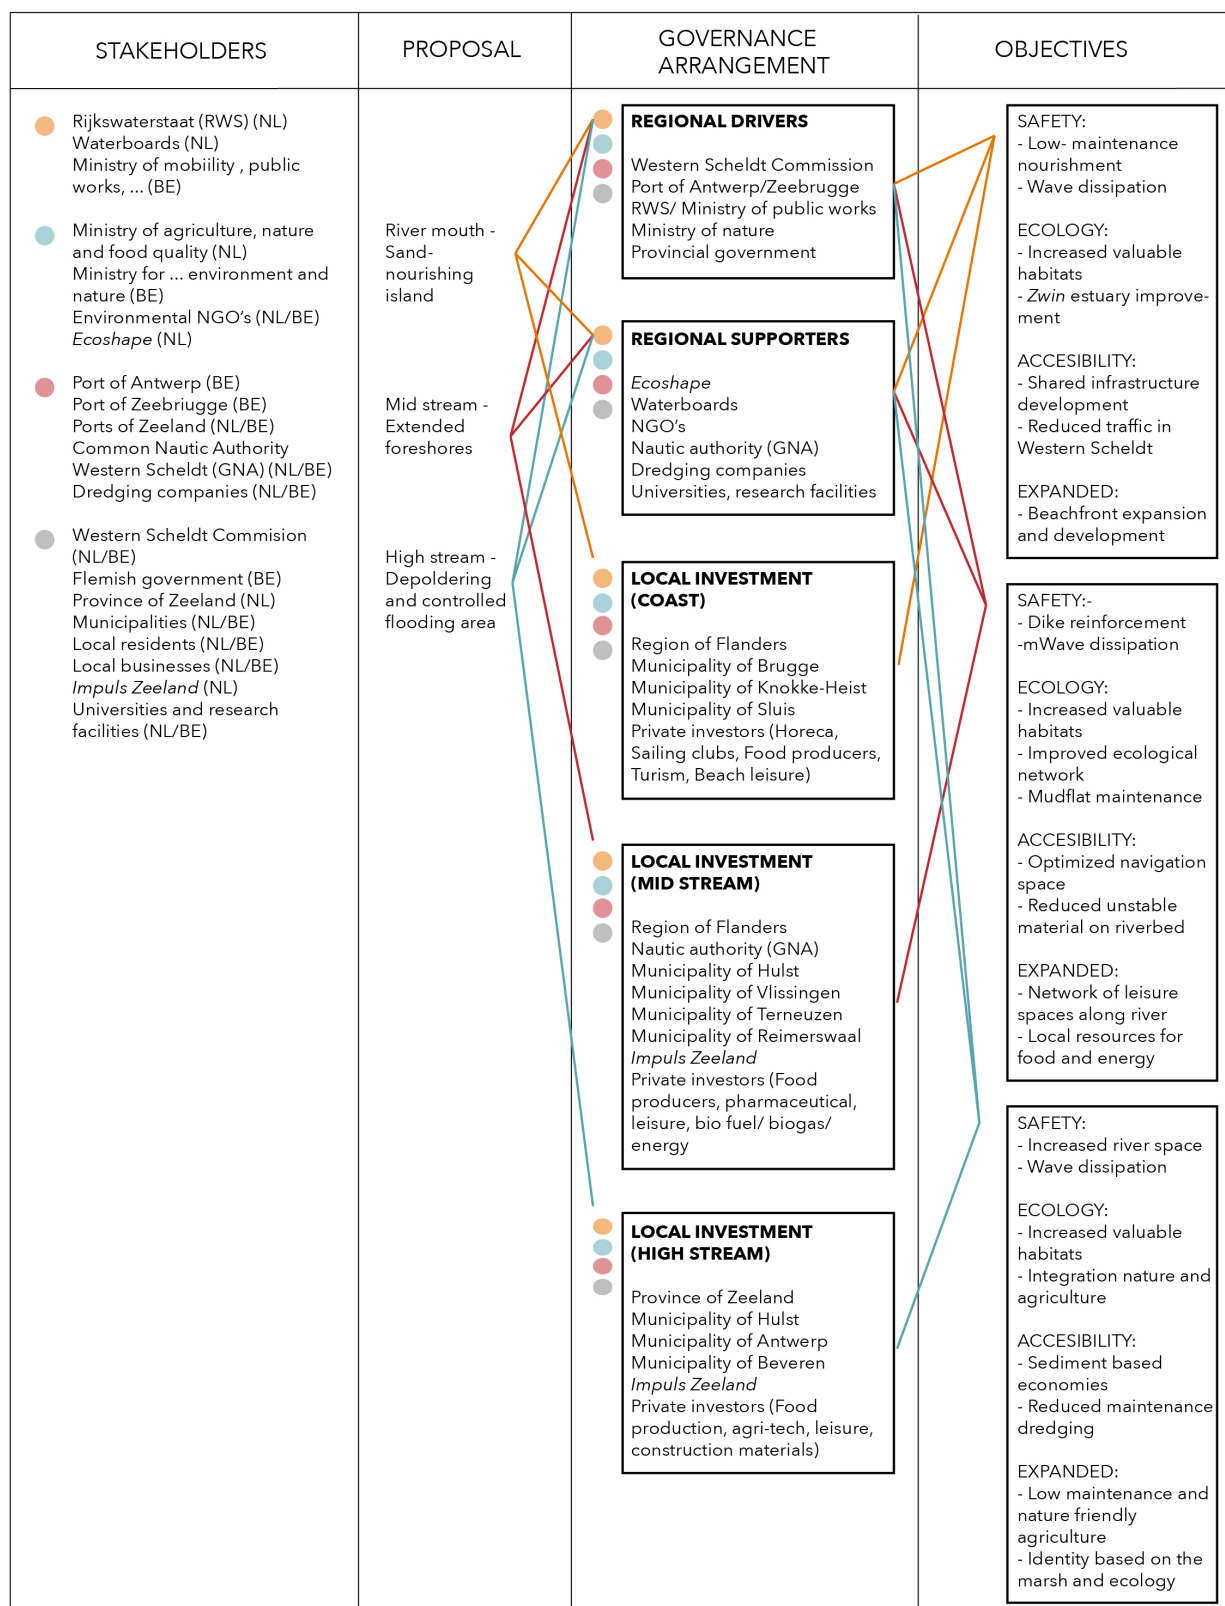 STAKEHOLDERS
PROPOSAL
GOVERNANCE
ARRANGEMENT
OBJECTIVES
Rijkswaterstaat (RWS) (NL)
Waterboards (NL)
Ministry of mobiility , public
works, ... (BE)
Ministry of agriculture, nature
and food quality (NL)
Ministry for ... environment and
nature (BE)
Environmental NGO’s (NL/BE)
Ecoshape (NL)
Port of Antwerp (BE)
Port of Zeebriugge (BE)
Ports of Zeeland (NL/BE)
Common Nautic Authority
Western Scheldt (GNA) (NL/BE)
Dredging companies (NL/BE)
Western Scheldt Commision
(NL/BE)
Flemish government (BE)
Province of Zeeland (NL)
Municipalities (NL/BE)
Local residents (NL/BE)
Local businesses (NL/BE)
Impuls Zeeland (NL)
Universities and research
facilities (NL/BE)
River mouth -
Sand-
nourishing
island
Mid stream -
Extended
foreshores
High stream -
Depoldering
and controlled
flooding area
REGIONAL DRIVERS
Western Scheldt Commission
Port of Antwerp/Zeebrugge
RWS/ Ministry of public works
Ministry of nature
Provincial government
REGIONAL SUPPORTERS
Ecoshape
Waterboards
NGO’s
Nautic authority (GNA)
Dredging companies
Universities, research facilities
LOCAL INVESTMENT
(COAST)
Region of Flanders
Municipality of Brugge
Municipality of Knokke-Heist
Municipality of Sluis
Private investors (Horeca,
Sailing clubs, Food producers,
Turism, Beach leisure)
LOCAL INVESTMENT
(MID STREAM)
Region of Flanders
Nautic authority (GNA)
Municipality of Hulst
Municipality of Vlissingen
Municipality of Terneuzen
Municipality of Reimerswaal
Impuls Zeeland
Private investors (Food
producers, pharmaceutical,
leisure, bio fuel/ biogas/
energy
LOCAL INVESTMENT
(HIGH STREAM)
Province of Zeeland
Municipality of Hulst
Municipality of Antwerp
Municipality of Beveren
Impuls Zeeland
Private investors (Food
production, agri-tech, leisure,
construction materials)
SAFETY:
- Low- maintenance
nourishment
- Wave dissipation
ECOLOGY:
- Increased valuable
habitats
- Zwin estuary improve-
ment
ACCESIBILITY:
- Shared infrastructure
development
- Reduced traffic in
Western Scheldt
EXPANDED:
- Beachfront expansion
and development
SAFETY:-
- Dike reinforcement
-mWave dissipation
ECOLOGY:
- Increased valuable
habitats
- Improved ecological
network
- Mudflat maintenance
ACCESIBILITY:
- Optimized navigation
space
- Reduced unstable
material on riverbed
EXPANDED:
- Network of leisure
spaces along river
- Local resources for
food and energy
SAFETY:
- Increased river space
- Wave dissipation
ECOLOGY:
- Increased valuable
habitats
- Integration nature and
agriculture
ACCESIBILITY:
- Sediment based
economies
- Reduced maintenance
dredging
EXPANDED:
- Low maintenance and
nature friendly
agriculture
- Identity based on the
marsh and ecology